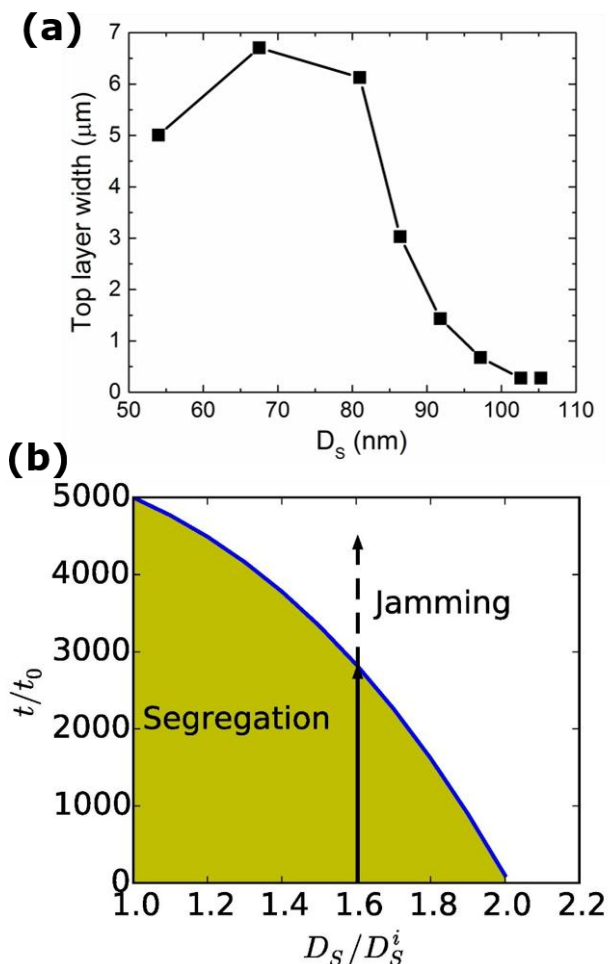 (a)
7
6
5
4
3
2
1
0
Top layer width (μm)
50 60 70 80 90 100 110
D_S (nm)
(b)
5000
4000
3000
2000
1000
0
t/t_0
Jamming
Segregation
1.0 1.2 1.4 1.6 1.8 2.0 2.2
D_S/D_S^i